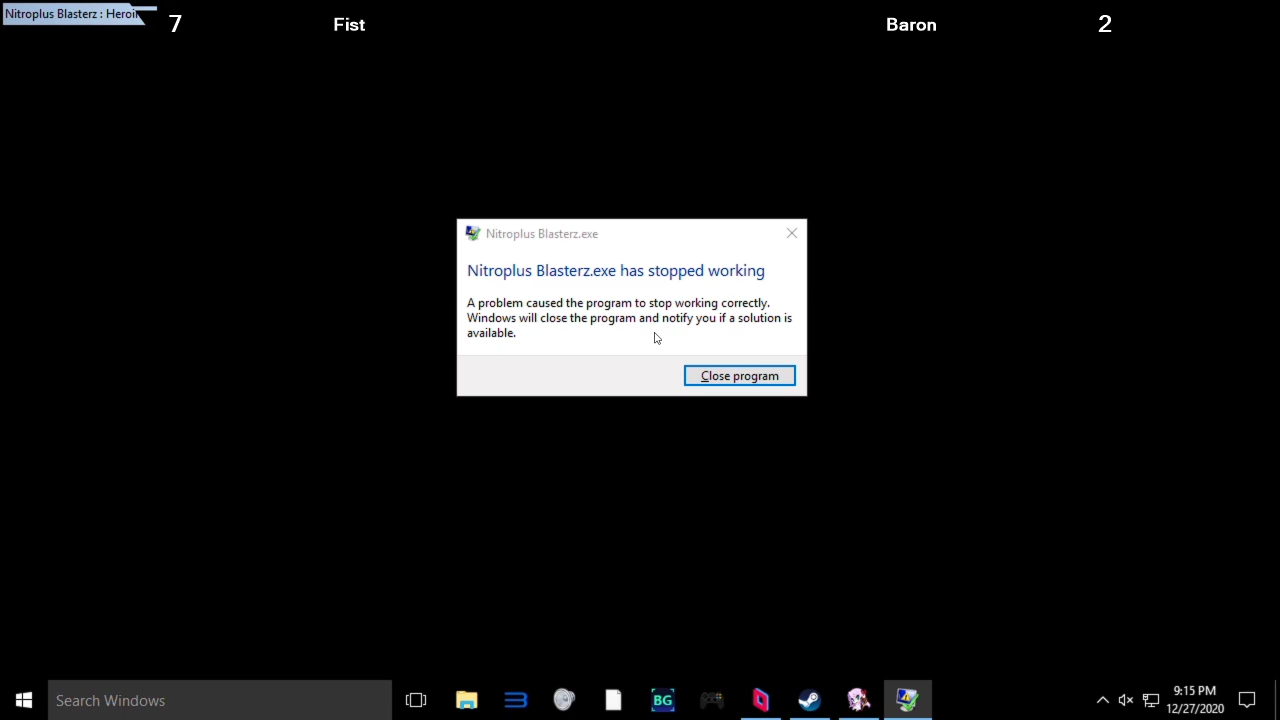 Nitroplus Blasterz : Heroin
7
Fist
Baron
2
Nitroplus Blasterz.exe
Nitroplus Blasterz.exe has stopped working
A problem caused the program to stop working correctly.
Windows will close the program and notify you if a solution is
available.
Close program
Search Windows
BG
9:15 PM
12/27/2020